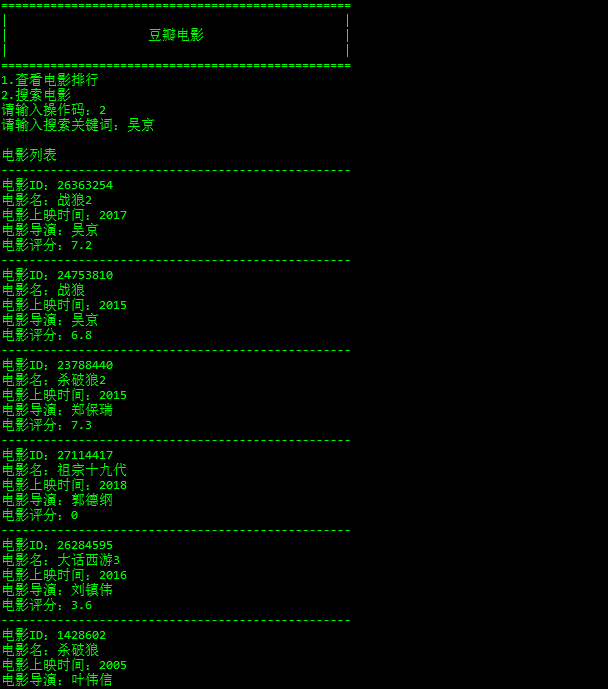 ==================================================
|                                                |
|                    豆瓣电影                    |
|                                                |
==================================================
1.查看电影排行
2.搜索电影
请输入操作码：2
请输入搜索关键词：吴京

电影列表
--------------------------------------------------
电影ID：26363254
电影名：战狼2
电影上映时间：2017
电影导演：吴京
电影评分：7.2
--------------------------------------------------
电影ID：24753810
电影名：战狼
电影上映时间：2015
电影导演：吴京
电影评分：6.8
--------------------------------------------------
电影ID：23788440
电影名：杀破狼2
电影上映时间：2015
电影导演：郑保瑞
电影评分：7.3
--------------------------------------------------
电影ID：27114417
电影名：祖宗十九代
电影上映时间：2018
电影导演：郭德纲
电影评分：0
--------------------------------------------------
电影ID：26284595
电影名：大话西游3
电影上映时间：2016
电影导演：刘镇伟
电影评分：3.6
--------------------------------------------------
电影ID：1428602
电影名：杀破狼
电影上映时间：2005
电影导演：叶伟信